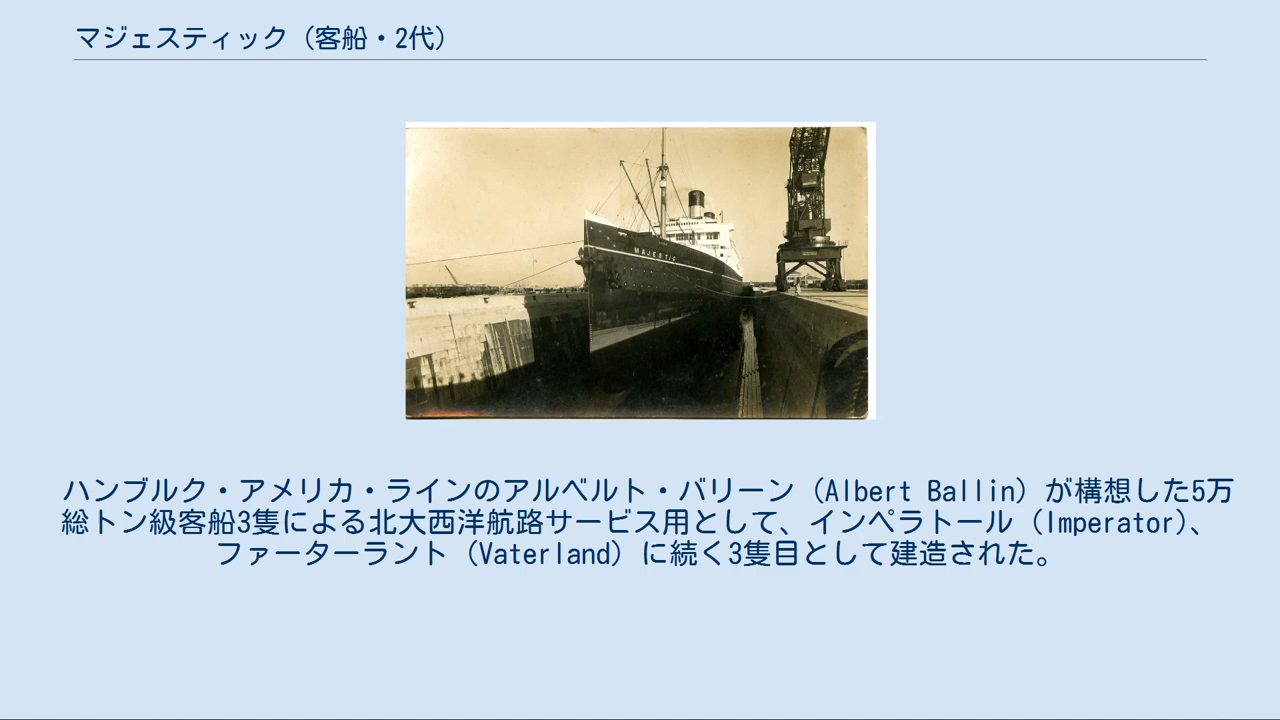 マジェスティック（客船・2代）
MAJESTIC
ハンブルク・アメリカ・ラインのアルベルト・バリーン（Albert Ballin）が構想した5万
総トン級客船3隻による北大西洋航路サービス用として、インペラトール（Imperator）、
ファーターラント（Vaterland）に続く3隻目として建造された。